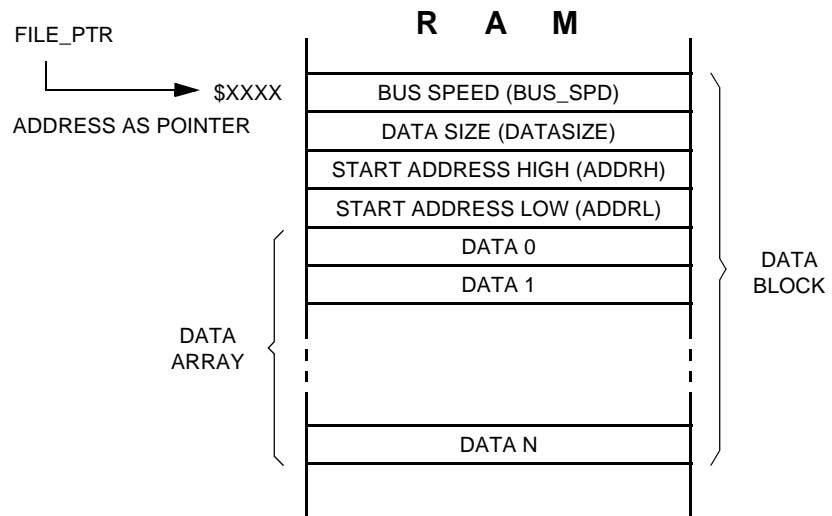 R A M
FILE_PTR
$XXXX
ADDRESS AS POINTER
BUS SPEED (BUS_SPD)
DATA SIZE (DATASIZE)
START ADDRESS HIGH (ADDRH)
START ADDRESS LOW (ADDRL)
DATA 0
DATA 1
DATA
ARRAY
DATA N
DATA
BLOCK